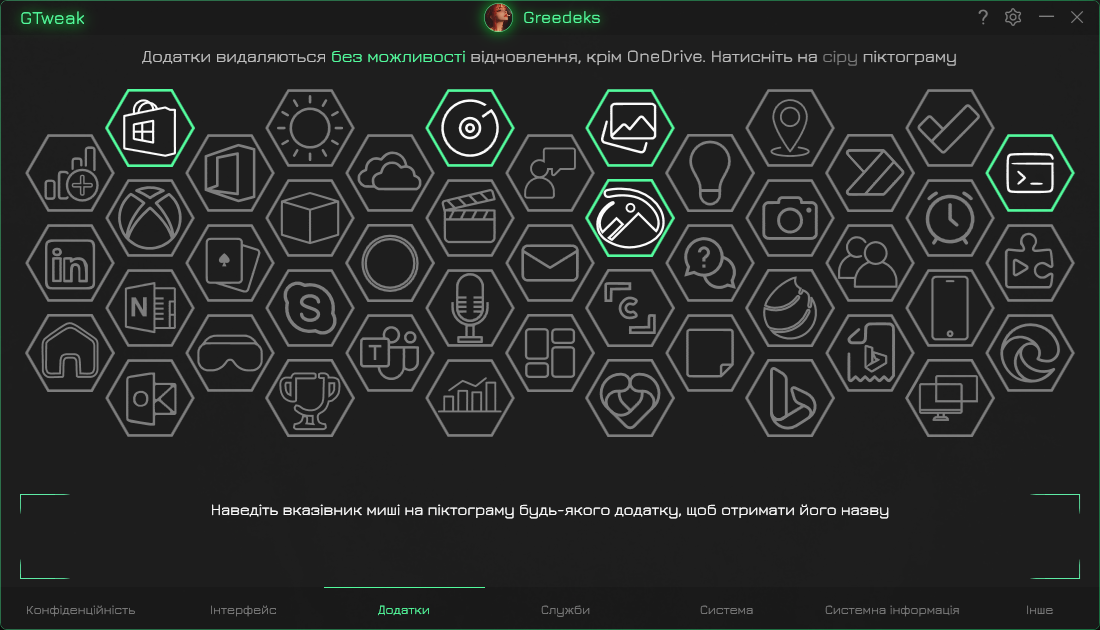 GTweak
Greedeks
?
Додатки видаляються без можливості відновлення, крім OneDrive. Натисніть на сіру піктограму
in
N
S
T
O
Наведіть вказівник миші на піктограму будь-якого додатку, щоб отримати його назву
Конфіденційність
Інтерфейс
Додатки
Служби
Система
Системна інформація
Інше